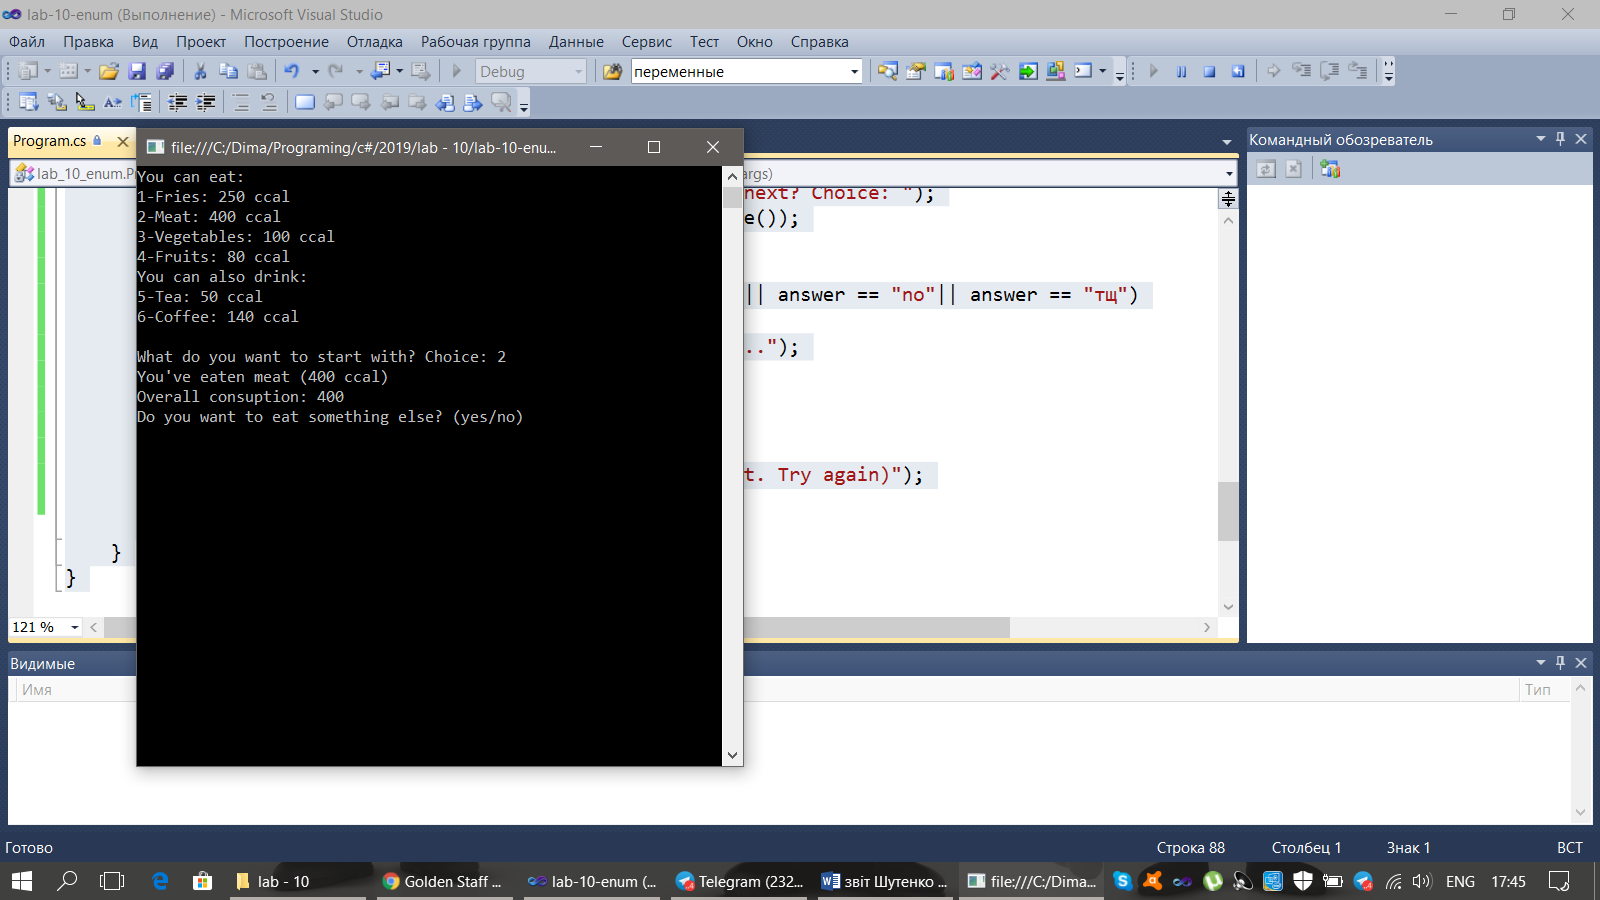 lab-10-enum (Выполнение) - Microsoft Visual Studio
Файл Правка Вид Проект Построение Отладка Рабочая группа Данные Сервис Тест Окно Справка
Debug переменные
Program.cs
file:///C:/Dima/Programing/c#/2019/lab - 10/lab-10-enu...
Командный обозреватель
lab_10_enum.P
args)
You can eat:
1-Fries: 250 ccal
2-Meat: 400 ccal
3-Vegetables: 100 ccal
4-Fruits: 80 ccal
You can also drink:
5-Tea: 50 ccal
6-Coffee: 140 ccal
What do you want to start with? Choice: 2
You've eaten meat (400 ccal)
Overall consuption: 400
Do you want to eat something else? (yes/no)
next? Choice: ");
e());
|| answer == "no"|| answer == "тщ")
..");
t. Try again)");
}
}
121 %
Видимые
Имя
Тип
Готово
Строка 88 Столбец 1 Знак 1 ВСТ
lab - 10 Golden Staff ... lab-10-enum (... Telegram (232... звіт Шутенко ... file:///C:/Dima... ENG 17:45